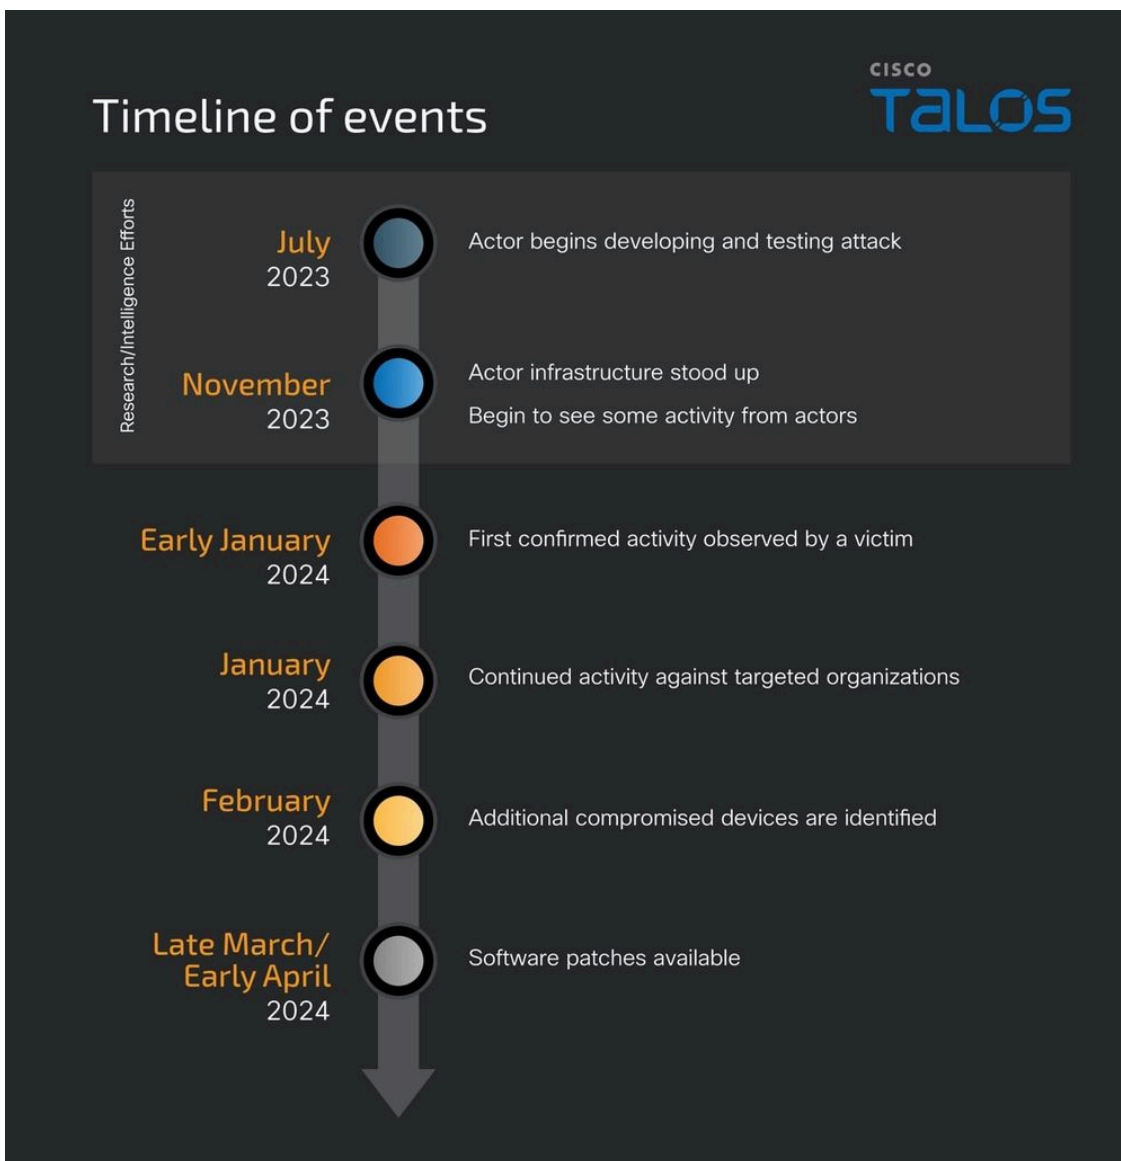 CISCO
TALOS
Timeline of events
Research/Intelligence Efforts
July
2023
Actor begins developing and testing attack
November
2023
Actor infrastructure stood up
Begin to see some activity from actors
Early January
2024
First confirmed activity observed by a victim
January
2024
Continued activity against targeted organizations
February
2024
Additional compromised devices are identified
Late March/
Early April
2024
Software patches available